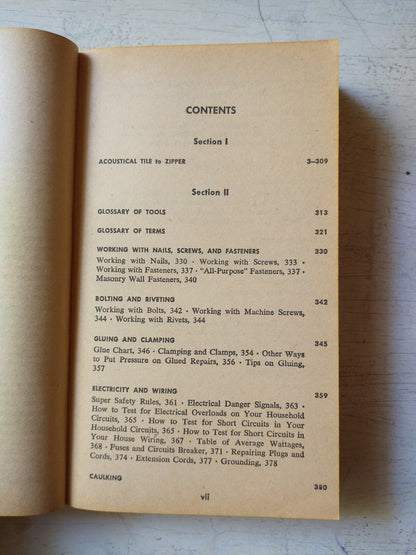 CONTENTS
Section I
ACOUSTICAL TILE to ZIPPER 3–309
Section II
GLOSSARY OF TOOLS 313
GLOSSARY OF TERMS 321
WORKING WITH NAILS, SCREWS, AND FASTENERS 330
Working with Nails, 330 · Working with Screws, 333 ·
Working with Fasteners, 337 · "All-Purpose" Fasteners, 337 ·
Masonry Wall Fasteners, 340
BOLTING AND RIVETING 342
Working with Bolts, 342 · Working with Machine Screws,
344 · Working with Rivets, 344
GLUING AND CLAMPING 345
Glue Chart, 346 · Clamping and Clamps, 354 · Other Ways
to Put Pressure on Glued Repairs, 356 · Tips on Gluing,
357
ELECTRICITY AND WIRING 359
Super Safety Rules, 361 · Electrical Danger Signals, 363 ·
How to Test for Electrical Overloads on Your Household
Circuits, 365 · How to Test for Short Circuits in Your
Household Circuits, 365 · How to Test for Short Circuits in
Your House Wiring, 367 · Table of Average Wattages,
368 · Fuses and Circuits Breaker, 371 · Repairing Plugs and
Cords, 374 · Extension Cords, 377 · Grounding, 378
CAULKING 380
vii